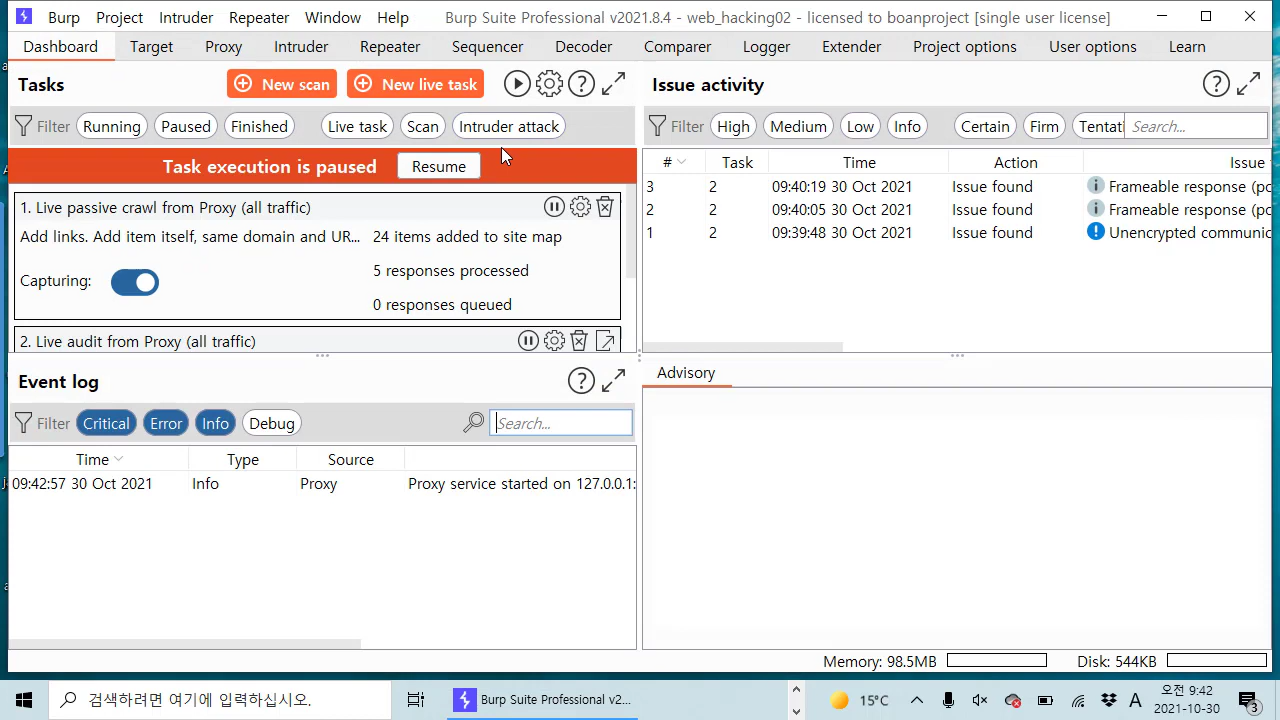 Burp Project Intruder Repeater Window Help Burp Suite Professional v2021.8.4 - web_hacking02 - licensed to boanproject [single user license]
Dashboard Target Proxy Intruder Repeater Sequencer Decoder Comparer Logger Extender Project options User options Learn
Tasks New scan New live task
Filter Running Paused Finished Live task Scan Intruder attack
Task execution is paused Resume
1. Live passive crawl from Proxy (all traffic)
Add links. Add item itself, same domain and UR... 24 items added to site map
5 responses processed
Capturing:
0 responses queued
2. Live audit from Proxy (all traffic)
Issue activity
Filter High Medium Low Info Certain Firm Tentati Search...
# Task Time Action Issue
3 2 09:40:19 30 Oct 2021 Issue found Frameable response (po
2 2 09:40:05 30 Oct 2021 Issue found Frameable response (po
1 2 09:39:48 30 Oct 2021 Issue found Unencrypted communic
Event log
Filter Critical Error Info Debug Search...
Time Type Source
09:42:57 30 Oct 2021 Info Proxy Proxy service started on 127.0.0.1:
Advisory
Memory: 98.5MB Disk: 544KB
검색하려면 여기에 입력하십시오. Burp Suite Professional v2... 15°C A 오전 9:42
2021-10-30 3